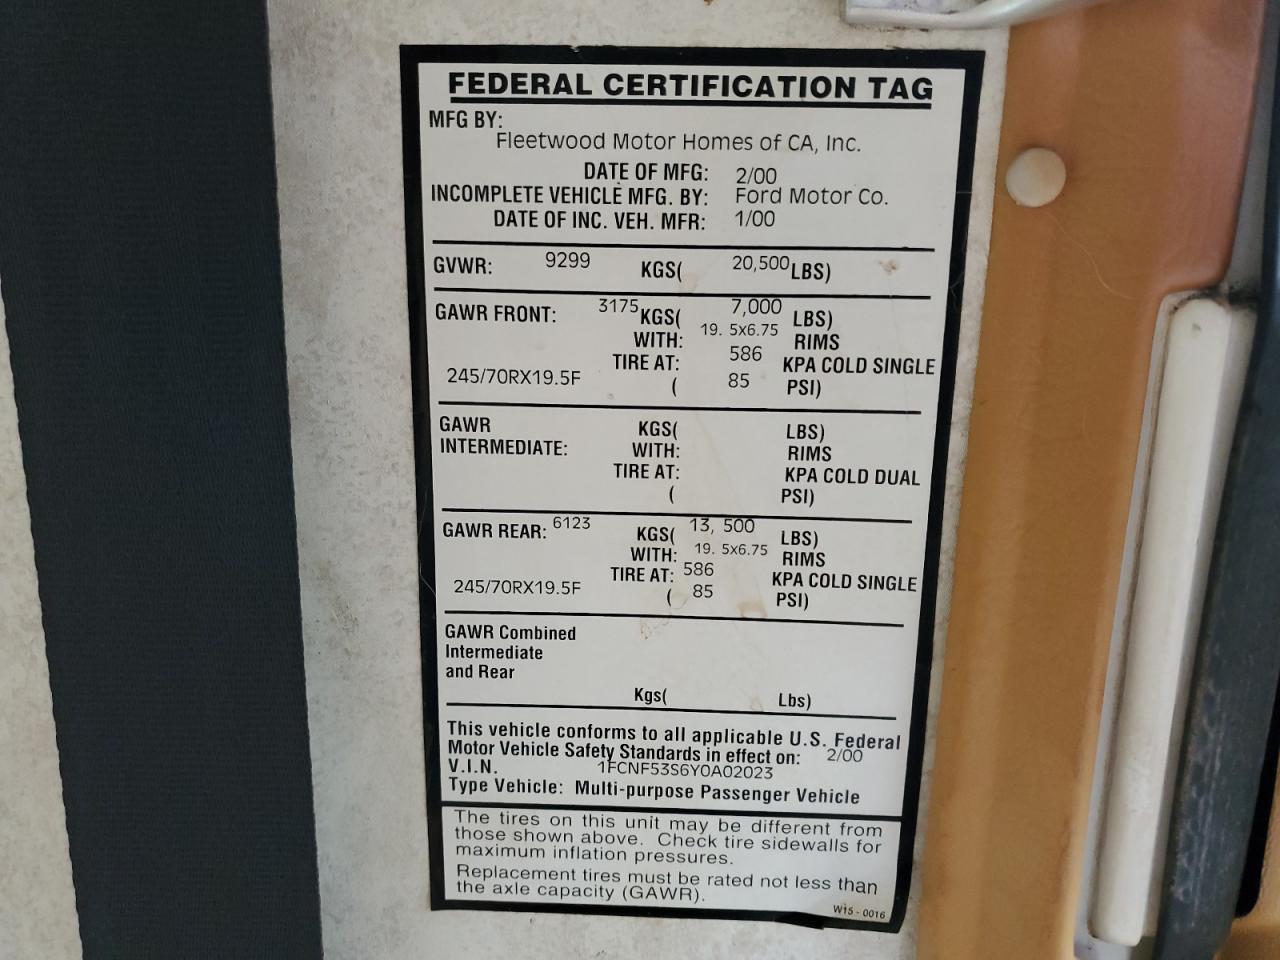 FEDERAL CERTIFICATION TAG
MFG BY:
Fleetwood Motor Homes of CA, Inc.
DATE OF MFG: 2/00
INCOMPLETE VEHICLE MFG. BY: Ford Motor Co.
DATE OF INC. VEH. MFR: 1/00
GVWR: 9299 KGS( 20,500 LBS)
GAWR FRONT: 3175 KGS( 7,000 LBS)
WITH: 19. 5x6.75 RIMS
TIRE AT: 586 KPA COLD SINGLE
245/70RX19.5F ( 85 PSI)
GAWR KGS( LBS)
INTERMEDIATE: WITH: RIMS
TIRE AT: KPA COLD DUAL
( PSI)
GAWR REAR: 6123 KGS( 13, 500 LBS)
WITH: 19. 5x6.75 RIMS
TIRE AT: 586 KPA COLD SINGLE
245/70RX19.5F ( 85 PSI)
GAWR Combined
Intermediate
and Rear
Kgs( Lbs)
This vehicle conforms to all applicable U.S. Federal
Motor Vehicle Safety Standards in effect on: 2/00
V.I.N. 1FCNF53S6Y0A02023
Type Vehicle: Multi-purpose Passenger Vehicle
The tires on this unit may be different from
those shown above. Check tire sidewalls for
maximum inflation pressures.
Replacement tires must be rated not less than
the axle capacity (GAWR).
W15 - 0016